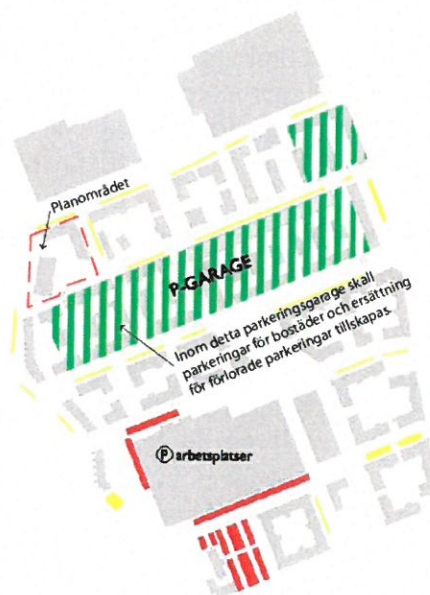 Planområdet
P-GARAGE
Inom detta parkeringsgarage skall
parkeringar för bostäder och ersättning
för förlorade parkeringar tillskapas.
P arbetsplatser